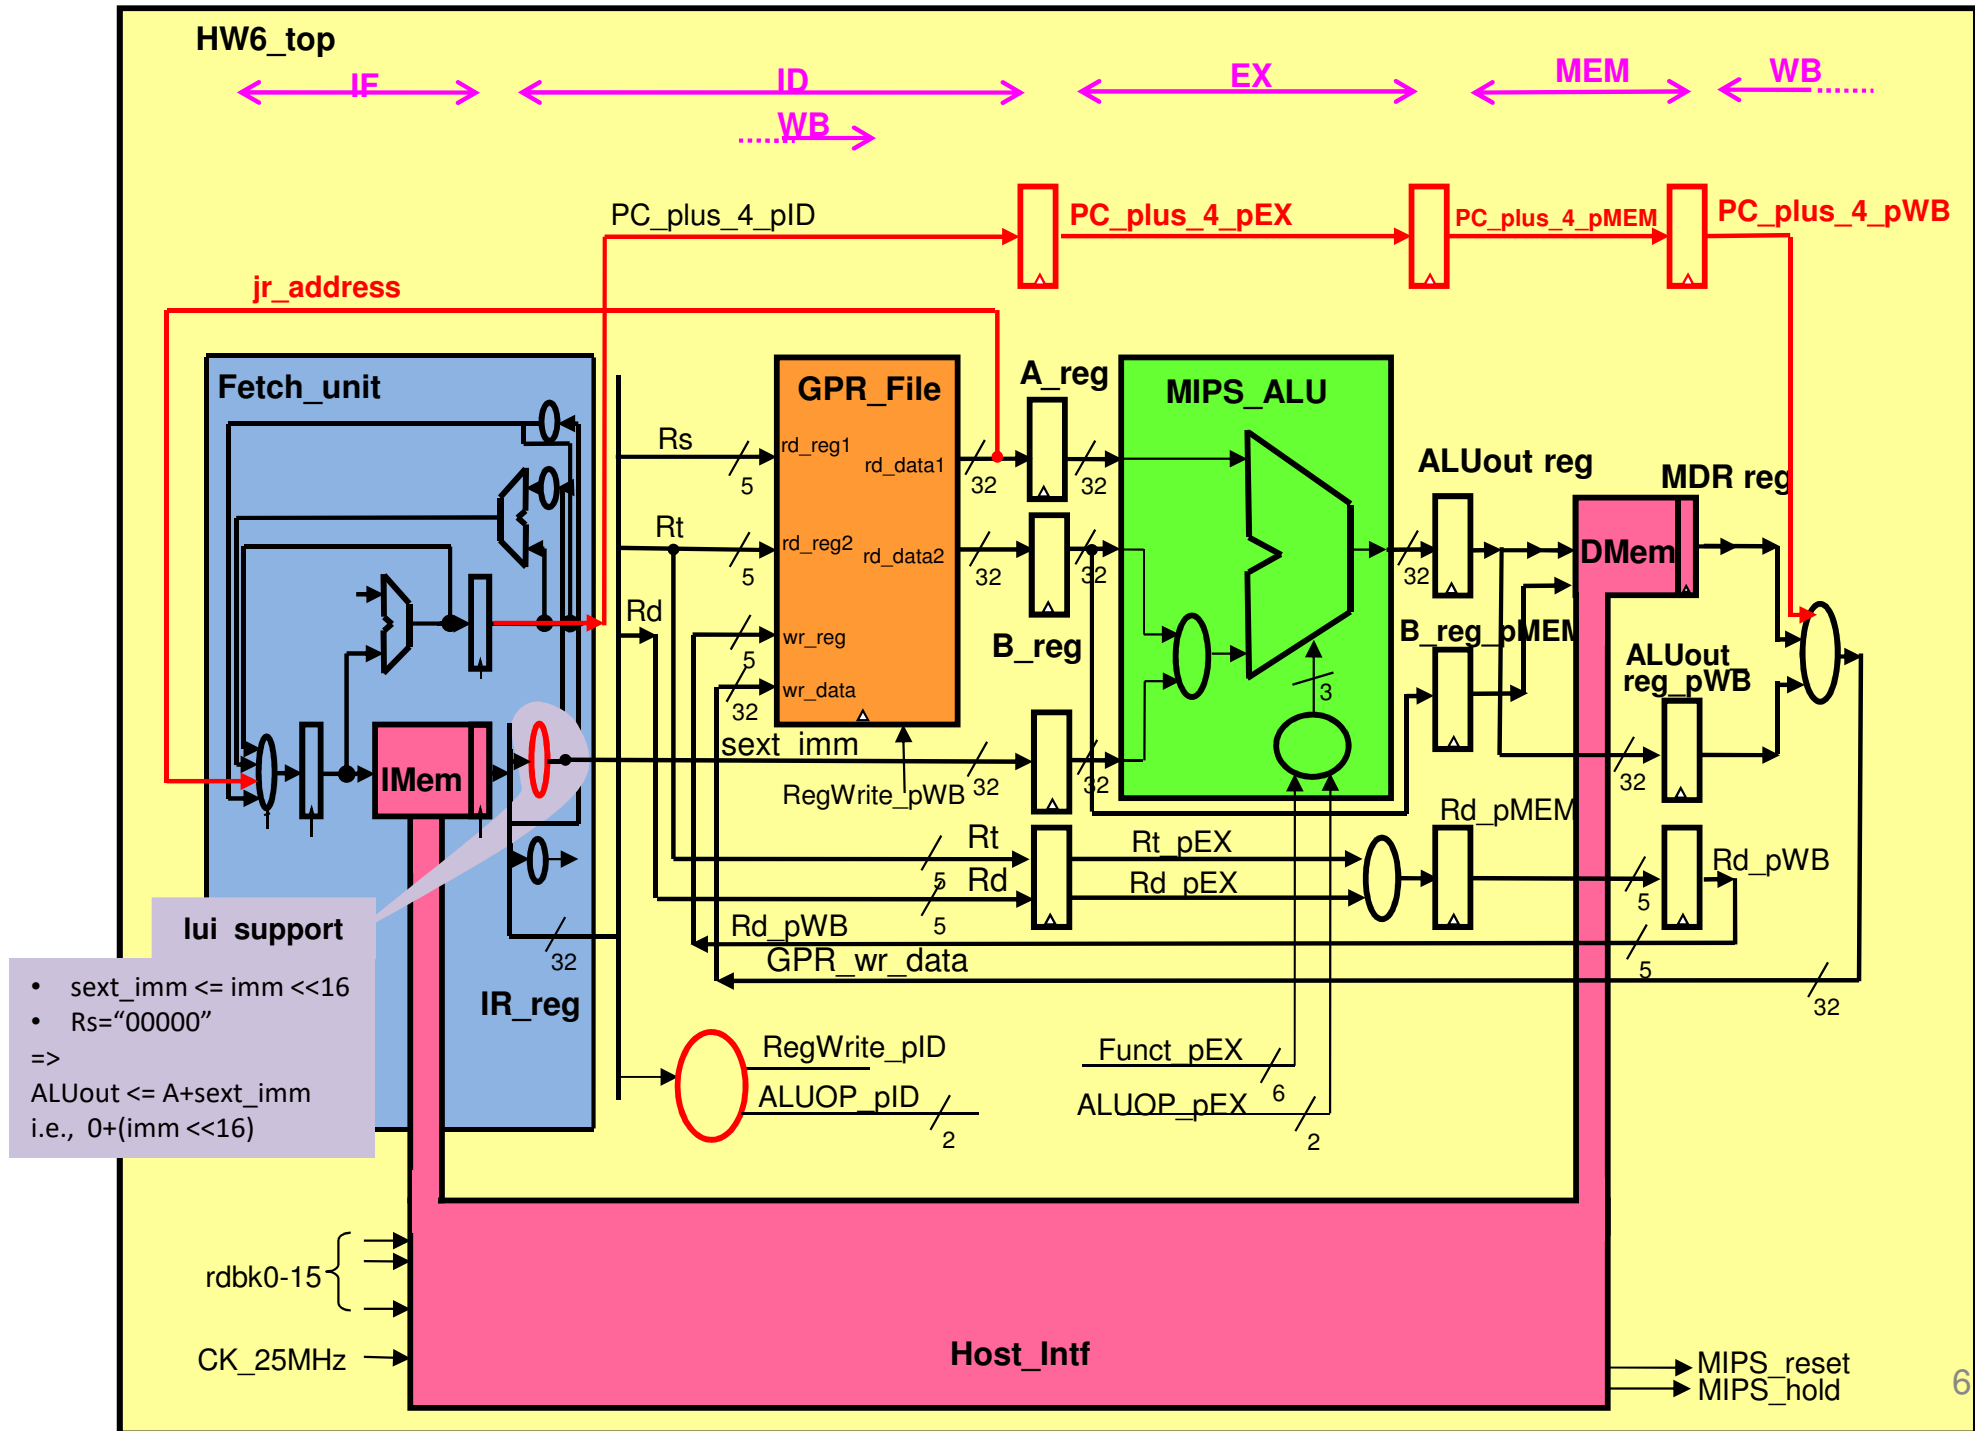 HW6_top
IF
ID
EX
MEM
WB
WB
PC_plus_4_pID
PC_plus_4_pEX
PC_plus_4_pMEM
PC_plus_4_pWB
jr_address
Fetch_unit
GPR_File
A_reg
MIPS_ALU
Rs
rd_reg1
rd_data1
5
32
32
ALUout reg
MDR reg
Rt
rd_reg2
rd_data2
5
32
32
32
DMem
Rd
wr_reg
5
B_reg
B_reg_pMEM
ALUout_
reg_pWB
wr_data
32
3
sext_imm
IMem
RegWrite_pWB
32
32
32
Rd_pMEM
Rt
5
Rt_pEX
Rd
5
Rd_pEX
5
Rd_pWB
Rd_pWB
5
GPR_wr_data
32
32
lui support
• sext_imm <= imm <<16
• Rs=“00000”
=>
ALUout <= A+sext_imm
i.e., 0+(imm <<16)
IR_reg
RegWrite_pID
ALUOP_pID
2
Funct_pEX
6
ALUOP_pEX
2
rdbk0-15
CK_25MHz
Host_Intf
MIPS_reset
MIPS_hold
6